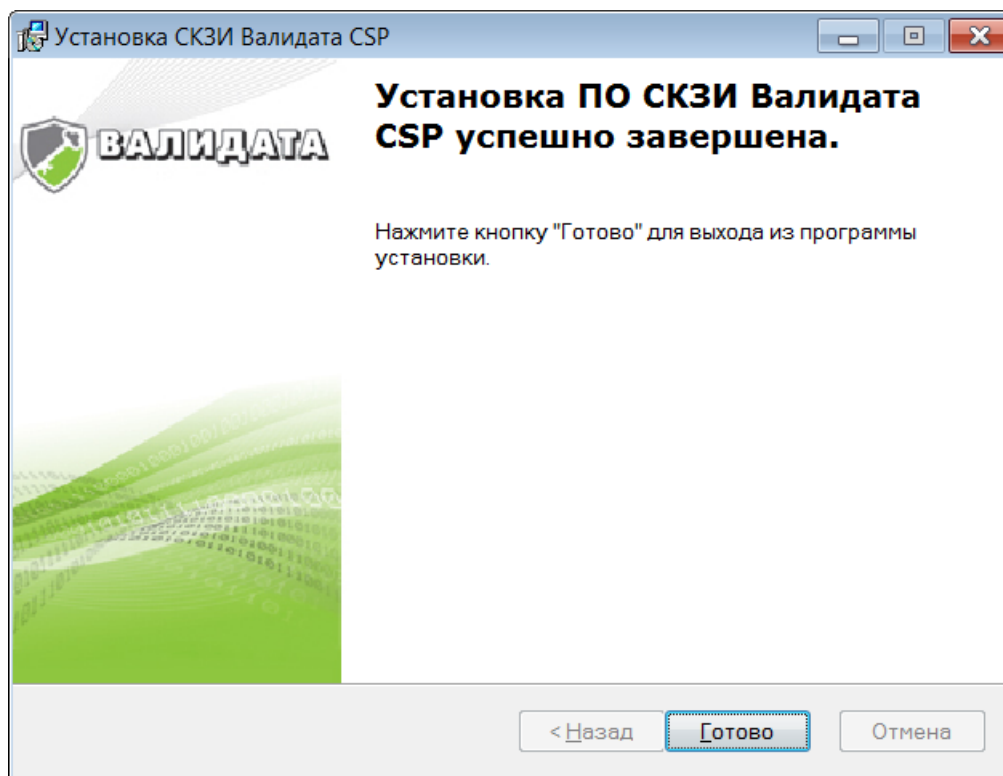 Установка СКЗИ Валидата CSP
ВАЛИДАТА
Установка ПО СКЗИ Валидата
CSP успешно завершена.
Нажмите кнопку "Готово" для выхода из программы
установки.
< Назад
Готово
Отмена